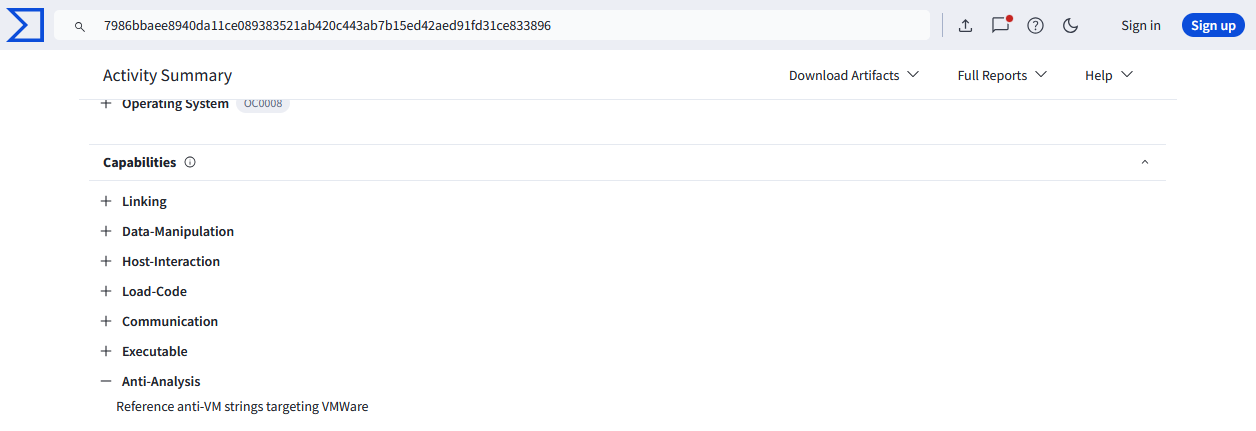 7986bbaee8940da11ce089383521ab420c443ab7b15ed42aed91fd31ce833896 Sign in Sign up
Activity Summary Download Artifacts Full Reports Help
Operating System OC0008
Capabilities
Linking
Data-Manipulation
Host-Interaction
Load-Code
Communication
Executable
Anti-Analysis
Reference anti-VM strings targeting VMWare